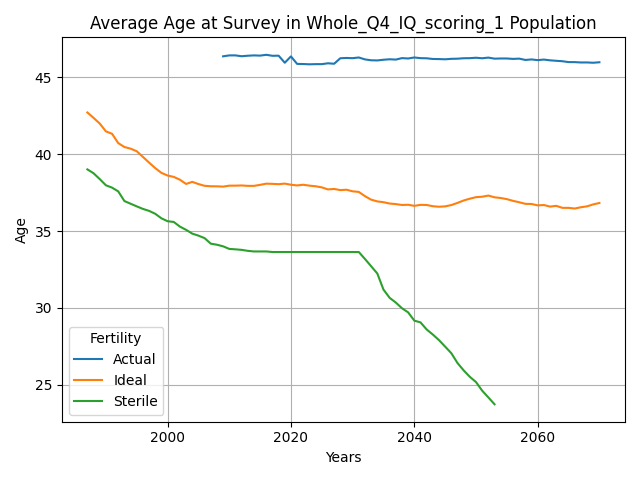 Average Age at Survey in Whole_Q4_IQ_scoring_1 Population
Age
45
40
35
30
25
Fertility
Actual
Ideal
Sterile
2000 2020 2040 2060
Years